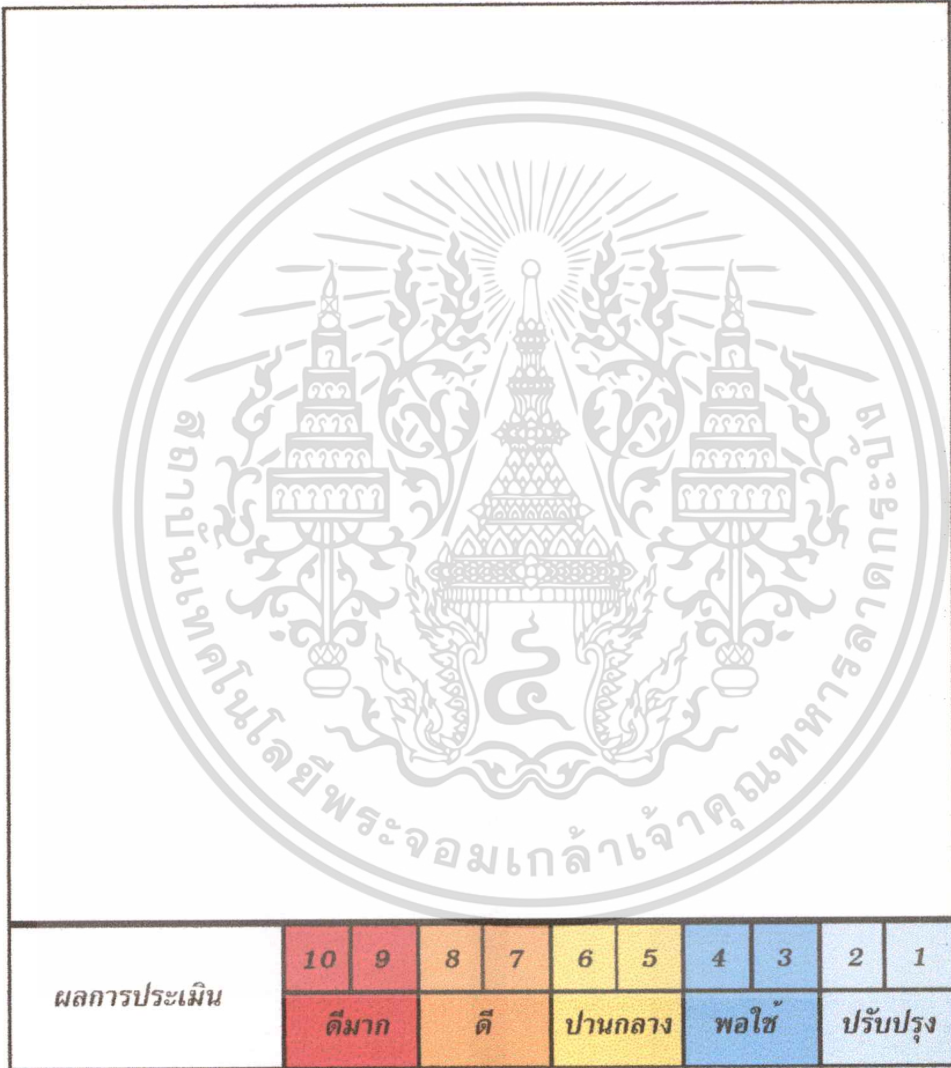 สถาบันเทคโนโลยีพระจอมเกล้าเจ้าคุณทหารลาดกระบัง
๔
ผลการประเมิน
10 9 8 7 6 5 4 3 2 1
ดีมาก ดี ปานกลาง พอใช้ ปรับปรุง